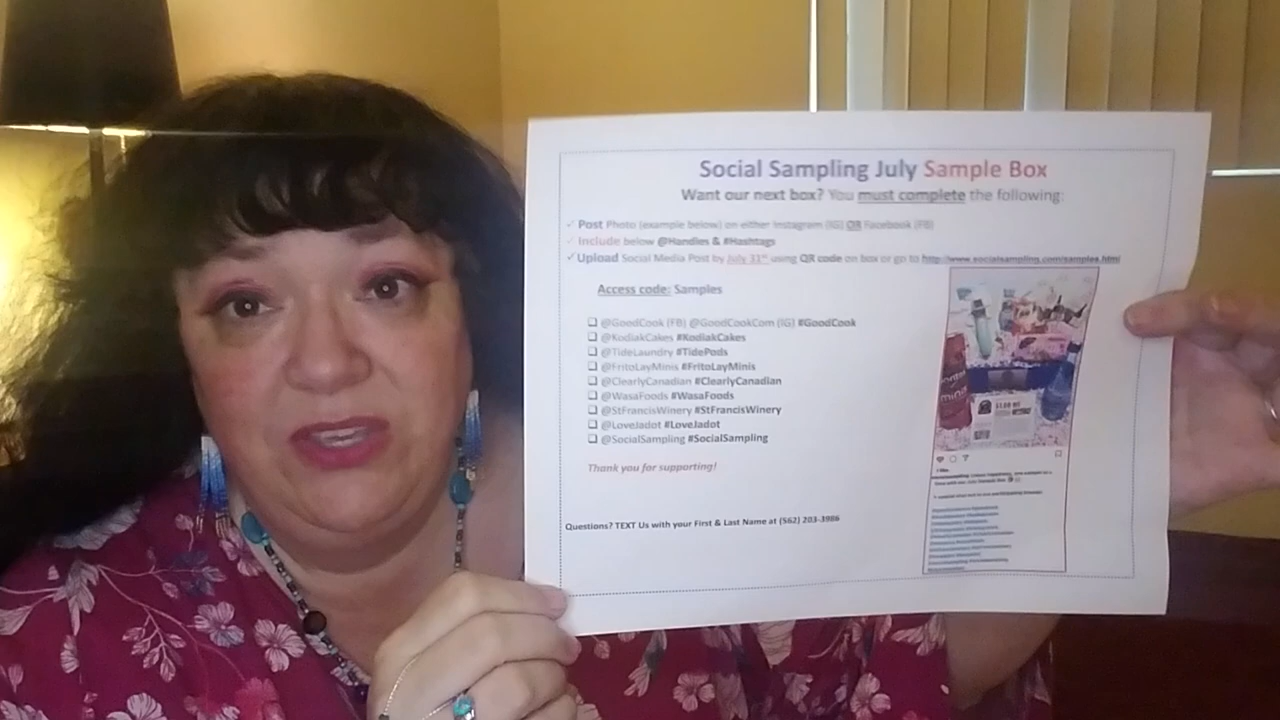 Social Sampling July Sample Box
Want our next box? You must complete the following:
✓ Post Photo (example below) on either Instagram (IG) OR Facebook (FB)
✓ Include below @Handles & #Hashtags
✓ Upload Social Media Post by July 31st using QR code on box or go to http://www.socialsampling.com/samples.html
Access code: Samples
❑ @GoodCook (FB) @GoodCookCom (IG) #GoodCook
❑ @KodiakCakes #KodiakCakes
❑ @TideLaundry #TidePods
❑ @FritoLayMinis #FritoLayMinis
❑ @ClearlyCanadian #ClearlyCanadian
❑ @WasaFoods #WasaFoods
❑ @StFrancisWinery #StFrancisWinery
❑ @LoveJadot #LoveJadot
❑ @SocialSampling #SocialSampling
Thank you for supporting!
Questions? TEXT Us with your First & Last Name at (562) 203-3986